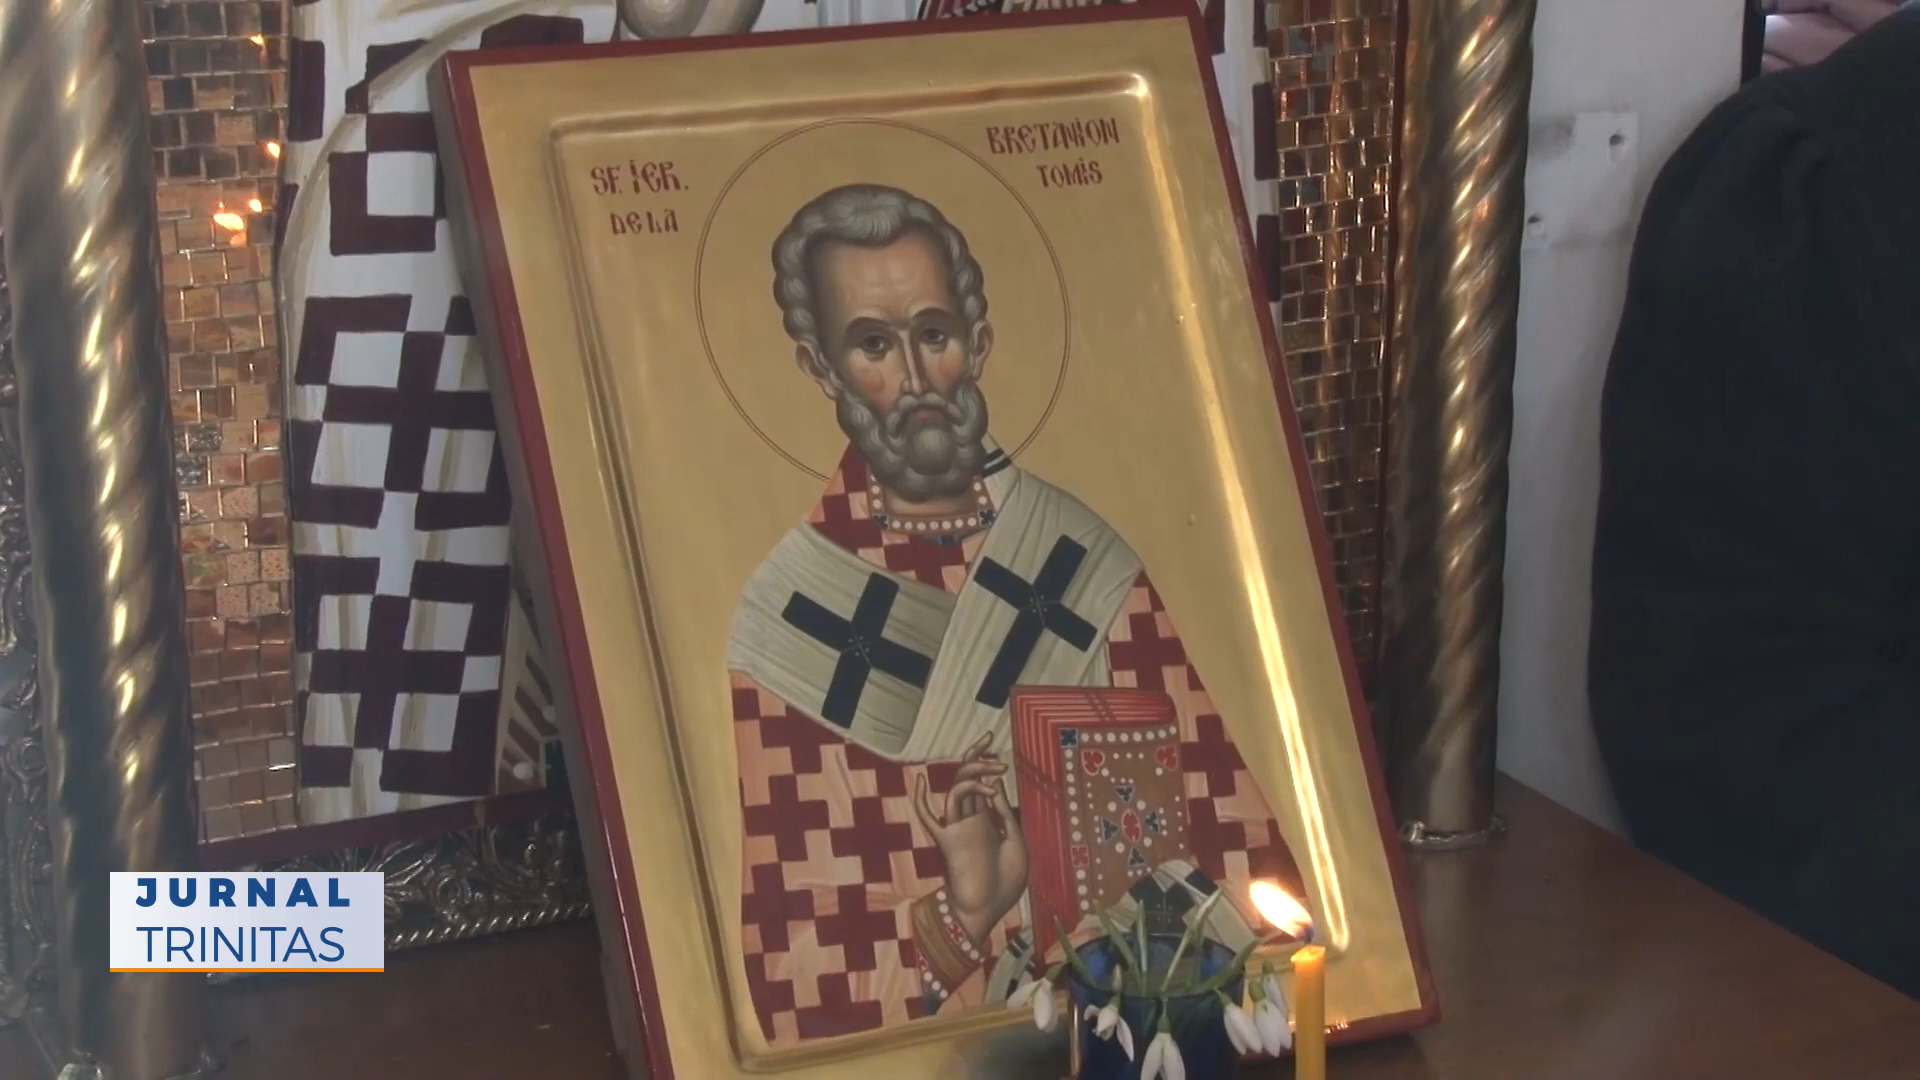 SF. IER.
DE LA
BRETANION
TOMIS
JURNAL
TRINITAS